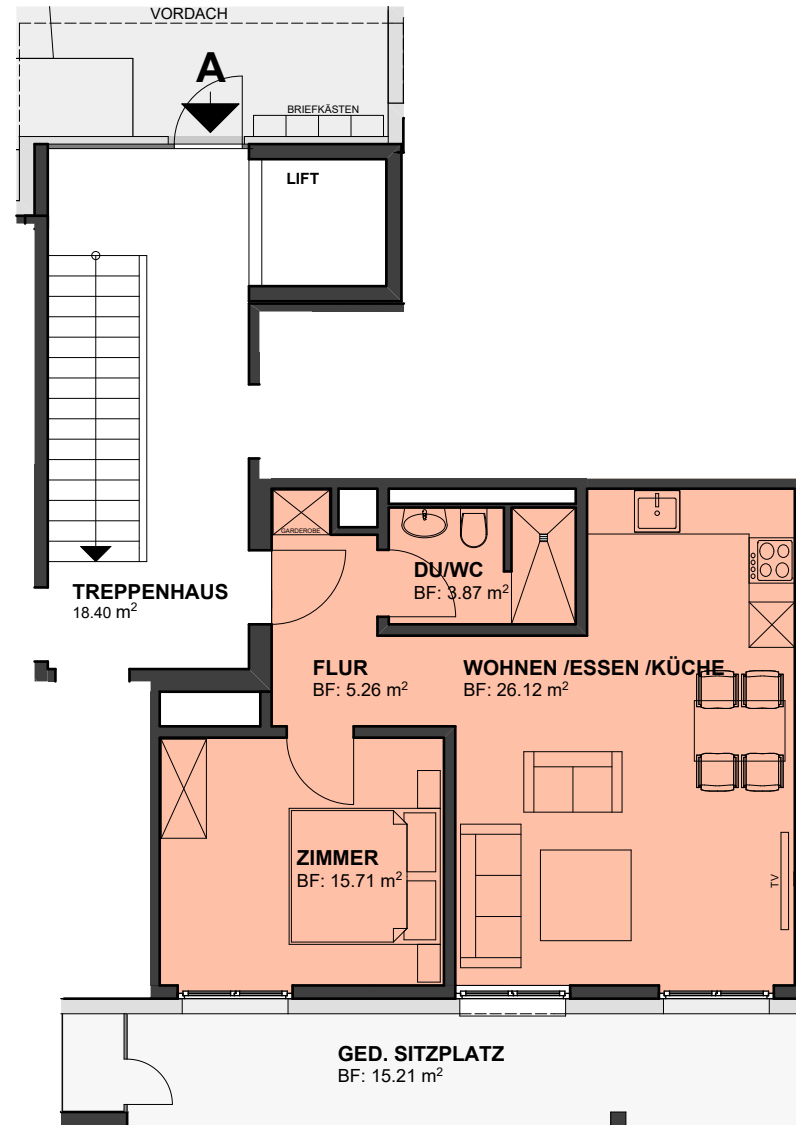 VORDACH
A
BRIEFKÄSTEN
LIFT
GARDEROBE
DU/WC
BF: 3.87 m²
TREPPENHAUS
18.40 m²
FLUR
BF: 5.26 m²
WOHNEN /ESSEN /KÜCHE
BF: 26.12 m²
ZIMMER
BF: 15.71 m²
TV
GED. SITZPLATZ
BF: 15.21 m²